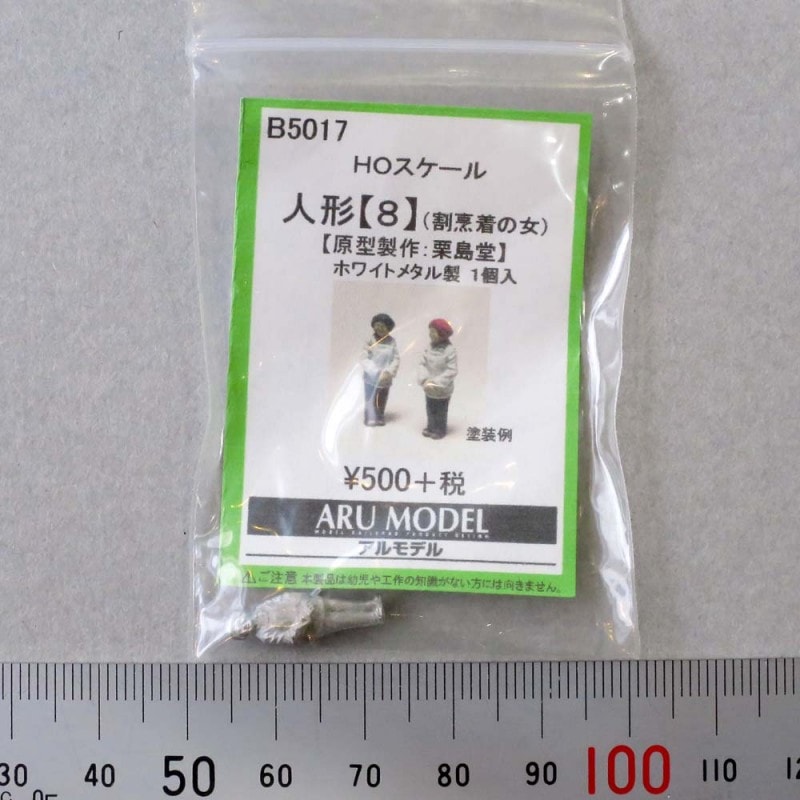 B5017
HOスケール
人形【8】(割烹着の女)
【原型製作：栗島堂】
ホワイトメタル製 1個入
塗装例
¥500＋税
ARU MODEL
MODEL RAILROAD PRODUCT DESIGN
アルモデル
⚠ご注意 本製品は幼児や工作の知識がない方には向きません。
30 40 50 60 70 80 90 100 110